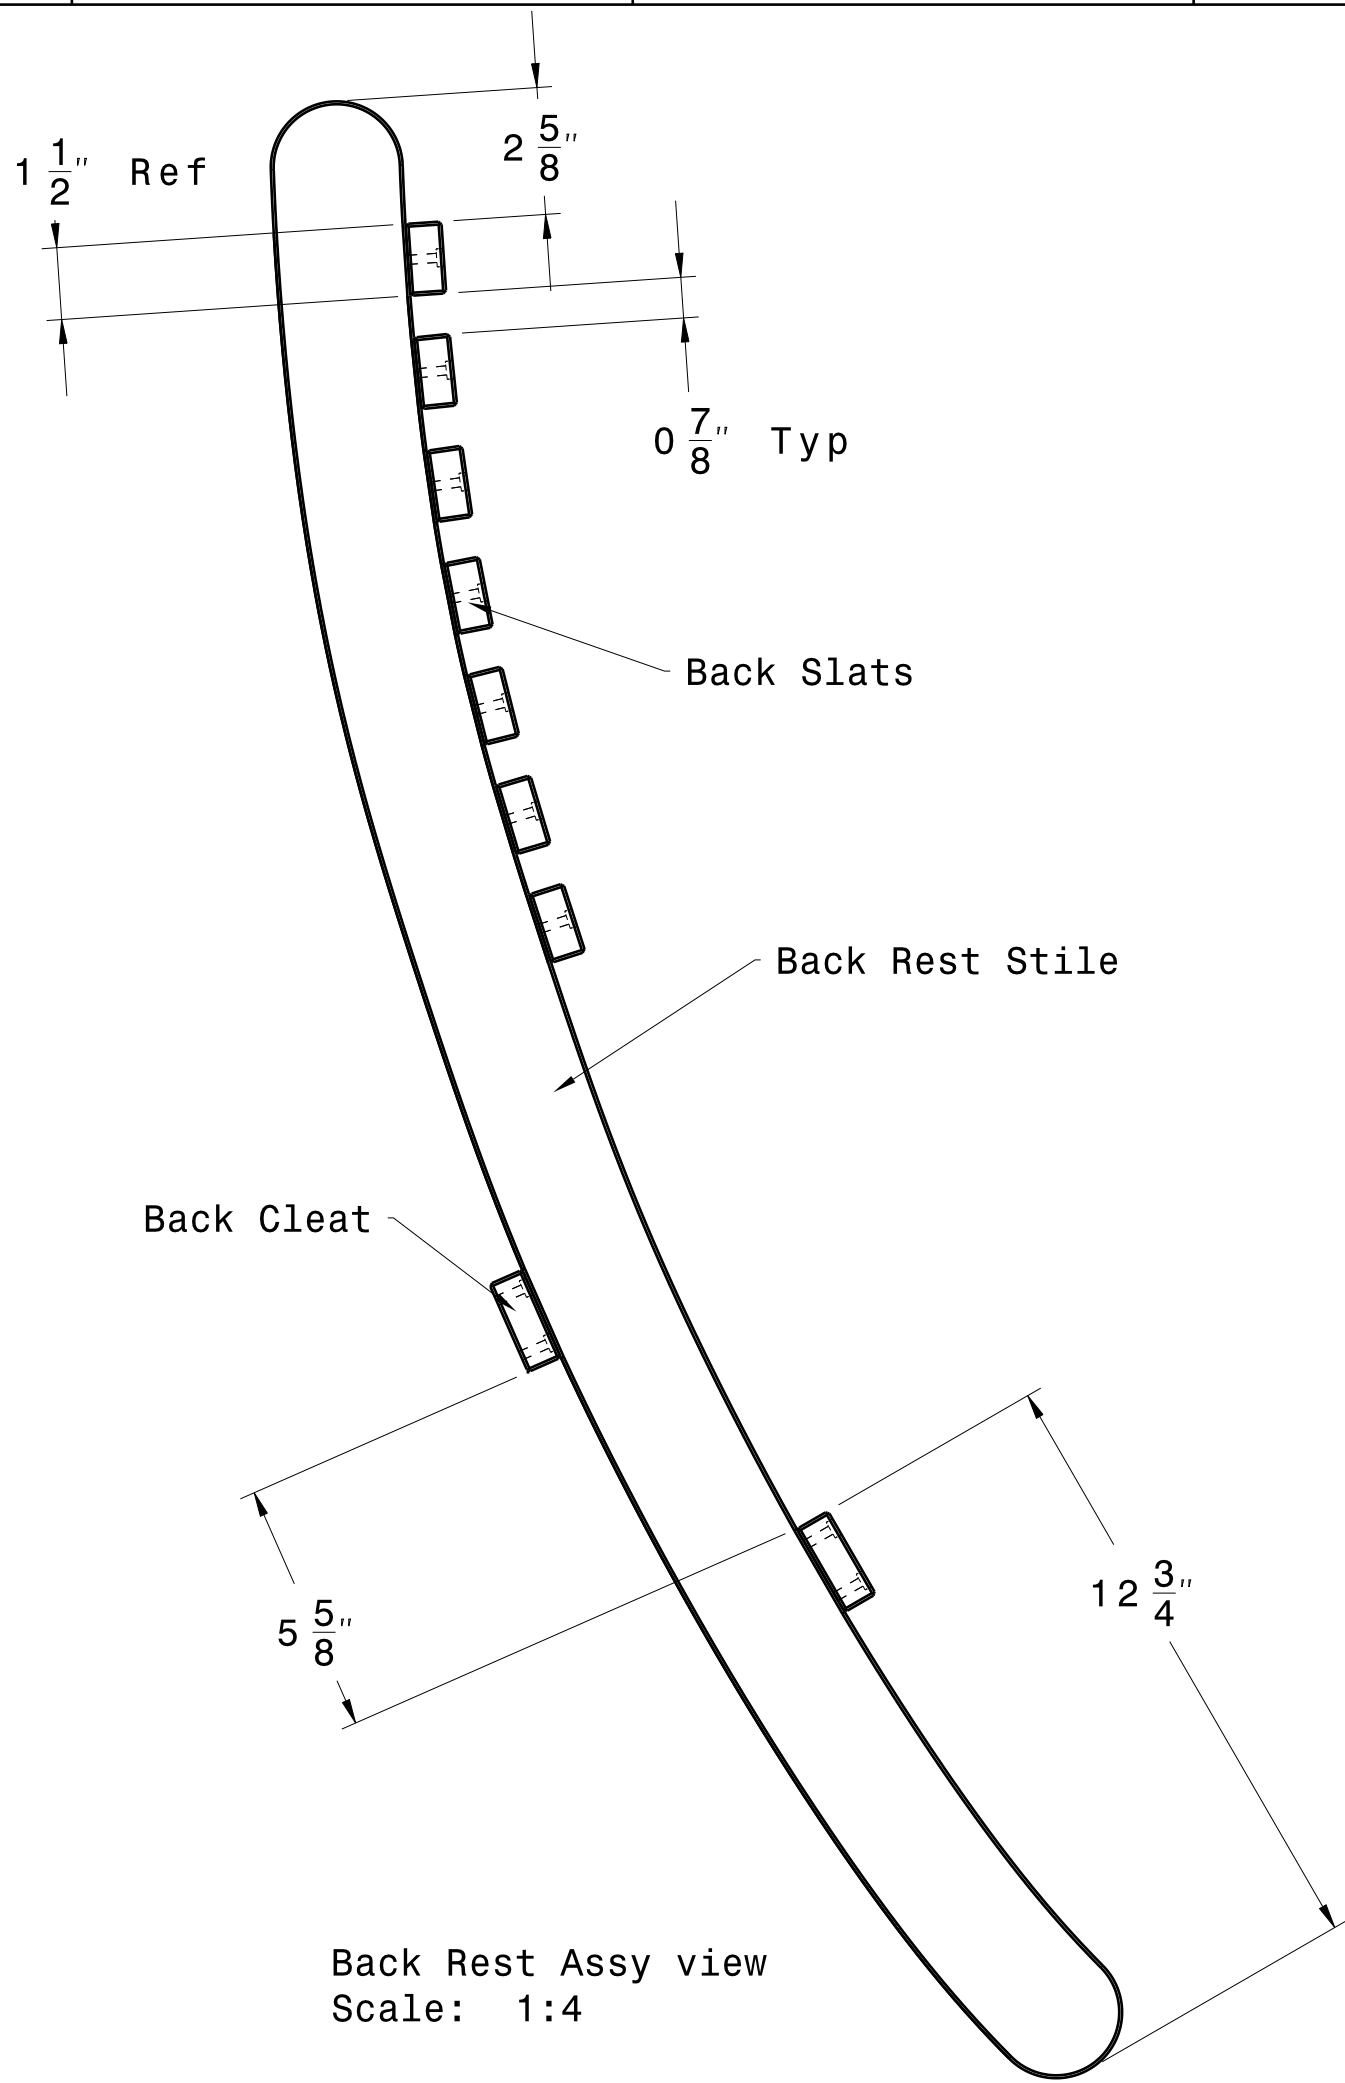 2 5/8"
1 1/2" Ref
0 7/8" Typ
Back Slats
Back Rest Stile
Back Cleat
12 3/4"
5 5/8"
Back Rest Assy view
Scale: 1:4